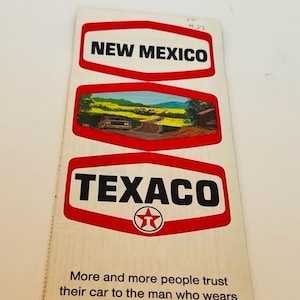 NEW MEXICO
TEXACO
T
More and more people trust
their car to the man who wears